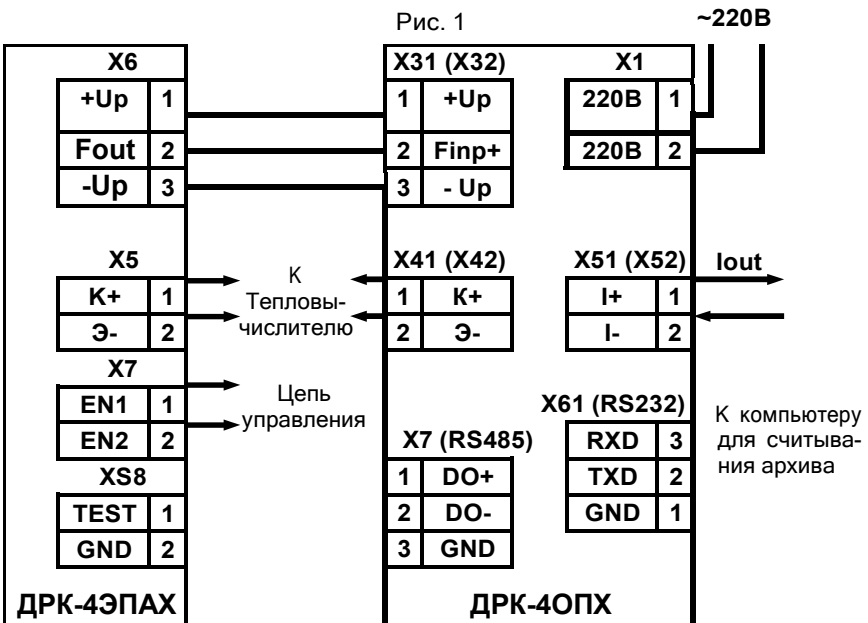 Рис. 1
~220В
X6
+Up 1
Fout 2
-Up 3
X5
К+ 1
Э- 2
X7
EN1 1
EN2 2
XS8
TEST 1
GND 2
ДРК-4ЭПАХ
К
Тепловы-
числителю
Цепь
управления
X31 (X32)
1 +Up
2 Finp+
3 - Up
X41 (X42)
1 К+
2 Э-
X7 (RS485)
1 DO+
2 DO-
3 GND
X1
220В 1
220В 2
X51 (X52)
I+ 1
I- 2
Iout
X61 (RS232)
RXD 3
TXD 2
GND 1
К компьютеру
для считыва-
ния архива
ДРК-4ОПХ